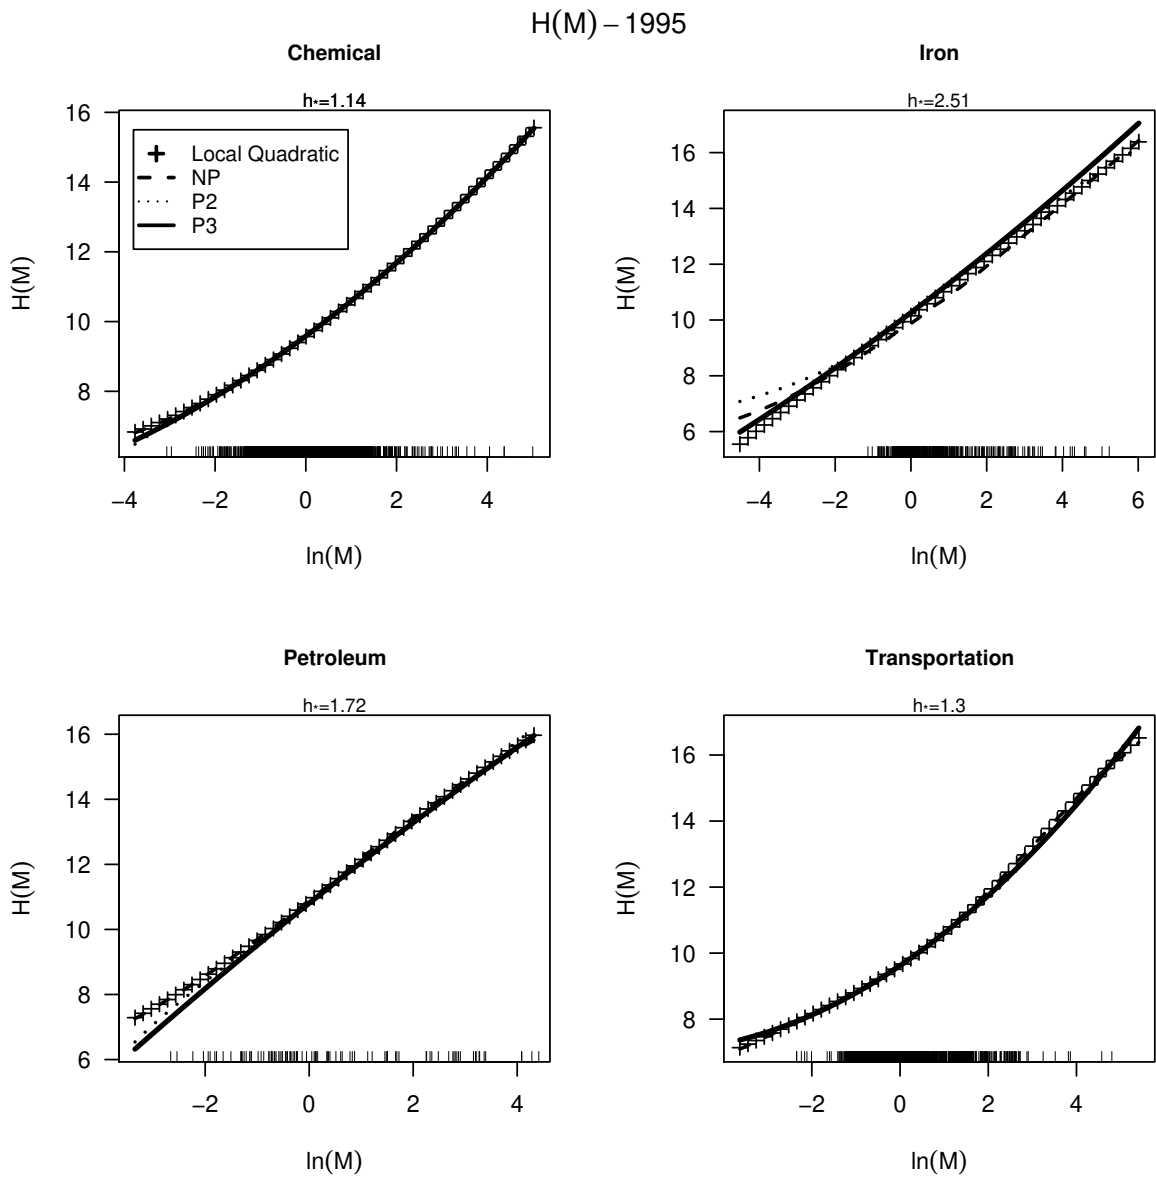 H(M) – 1995
Chemical
h*=1.14
H(M)
16
14
12
10
8
Local Quadratic
NP
P2
P3
−4 −2 0 2 4
ln(M)
Iron
h*=2.51
H(M)
16
14
12
10
8
6
−4 −2 0 2 4 6
ln(M)
Petroleum
h*=1.72
H(M)
16
14
12
10
8
6
−2 0 2 4
ln(M)
Transportation
h*=1.3
H(M)
16
14
12
10
8
−2 0 2 4
ln(M)